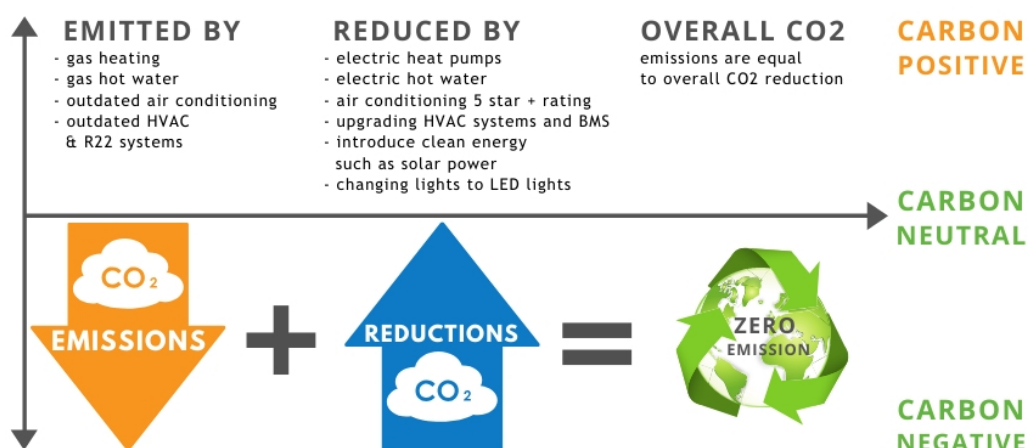 EMITTED BY
- gas heating
- gas hot water
- outdated air conditioning
- outdated HVAC
& R22 systems
REDUCED BY
- electric heat pumps
- electric hot water
- air conditioning 5 star + rating
- upgrading HVAC systems and BMS
- introduce clean energy
such as solar power
- changing lights to LED lights
OVERALL CO2
emissions are equal
to overall CO2 reduction
CARBON
POSITIVE
CARBON
NEUTRAL
CO₂
EMISSIONS
+
REDUCTIONS
CO₂
=
ZERO
EMISSION
CARBON
NEGATIVE